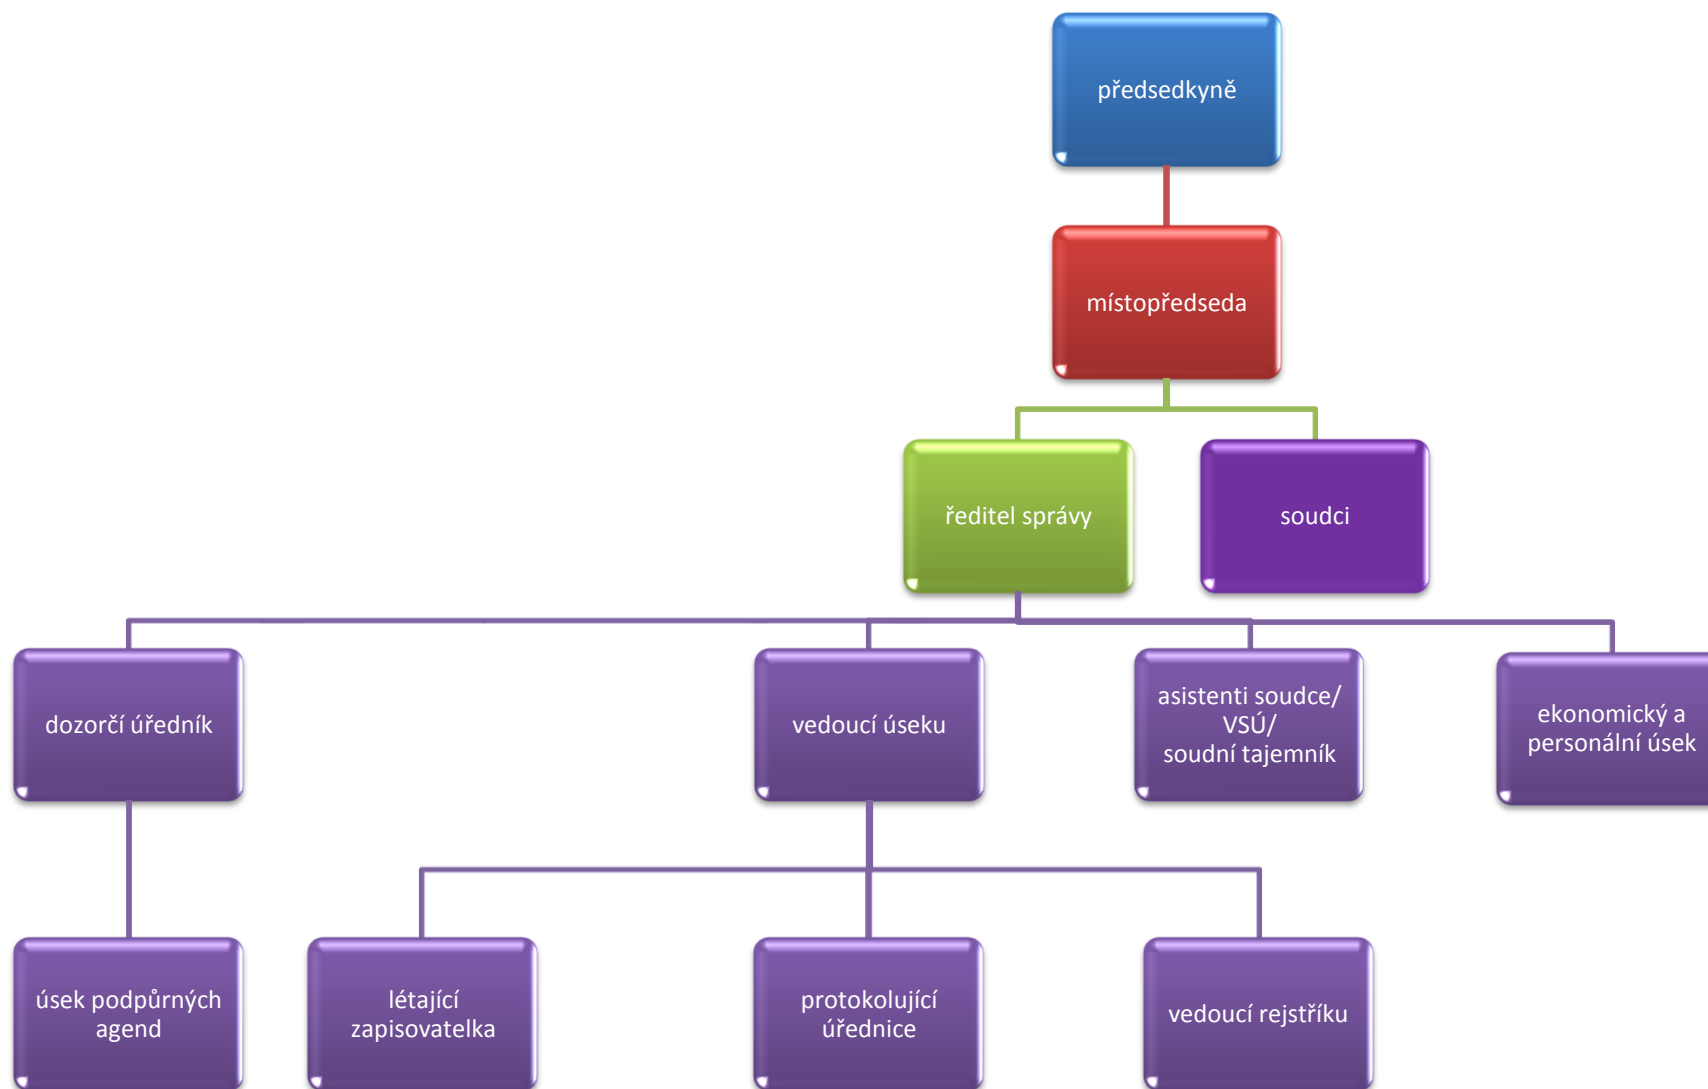 předsedkyně
místopředseda
ředitel správy
soudci
dozorčí úředník
vedoucí úseku
asistenti soudce/
VSÚ/
soudní tajemník
ekonomický a
personální úsek
úsek podpůrných
agend
létající
zapisovatelka
protokolující
úřednice
vedoucí rejstříku